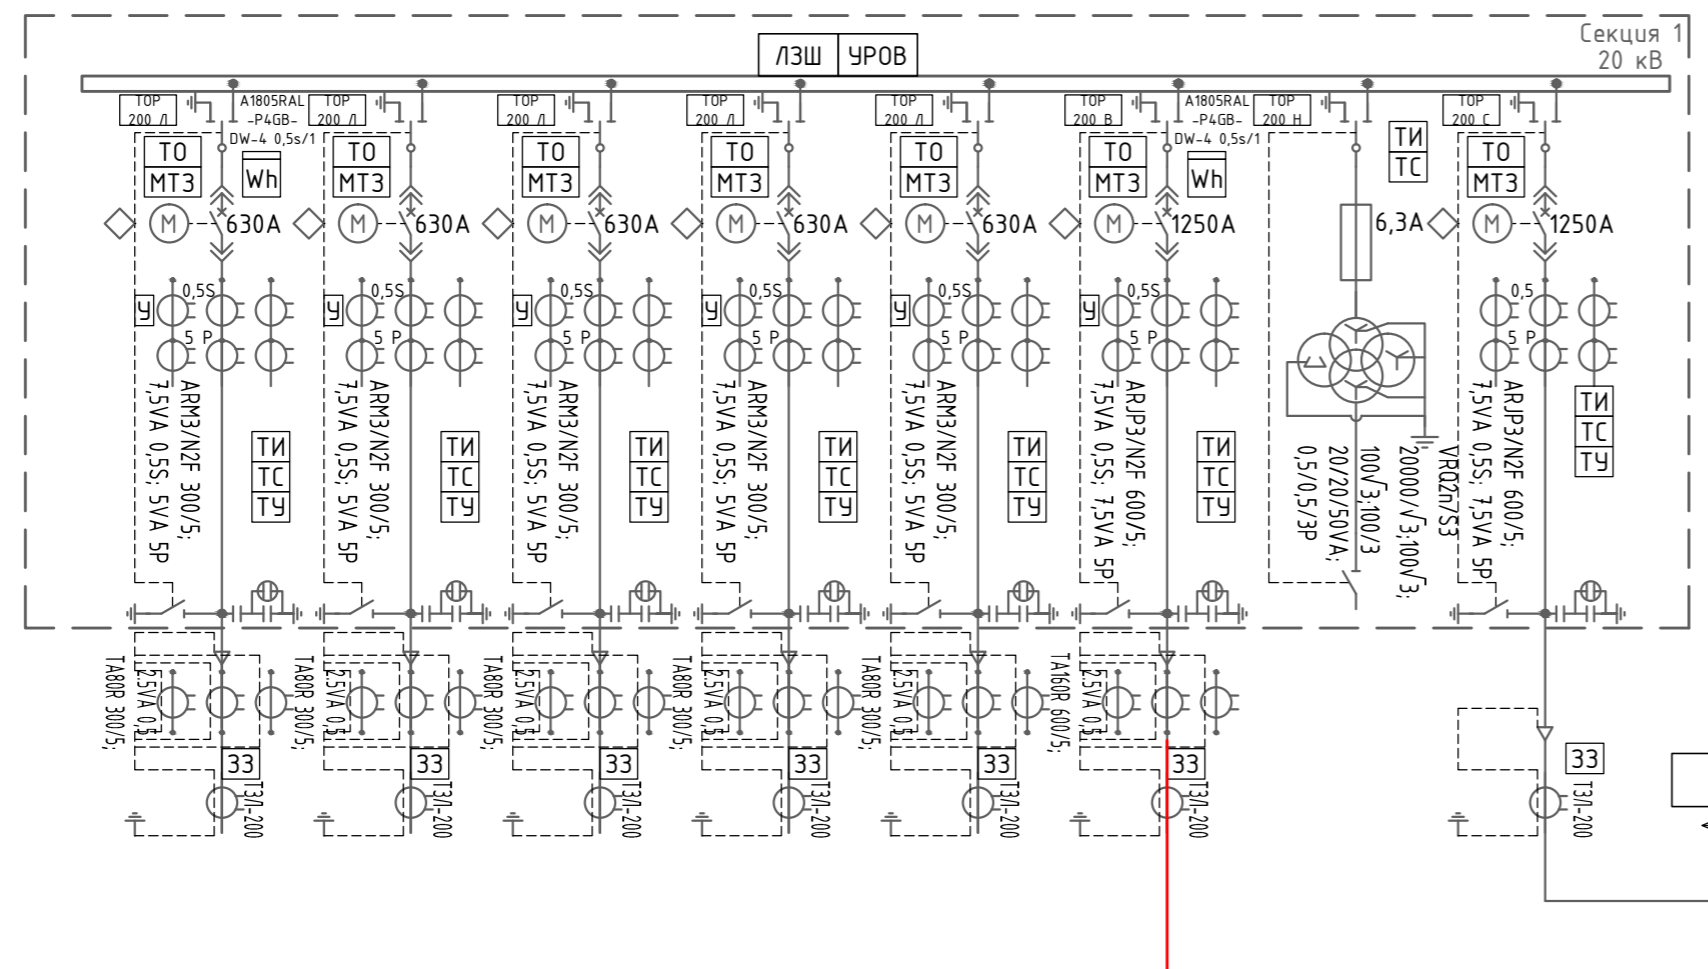 Секция 1
20 кВ
ЛЗШ УРОВ
ТОР
200 Л
A1805RAL
-P4GB-
DW-4 0,5s/1
ТО
МТЗ
Wh
М
630А
У
0,5S
5 Р
ARM3/N2F 300/5;
7,5VA 0,5S; 5VA 5P
ТИ
ТС
ТУ
TA80R 300/5;
2,5VA 0,5
ЗЗ
ТЗЛ-200
ТОР
200 Л
ТО
МТЗ
М
630А
У
0,5S
5 Р
ARM3/N2F 300/5;
7,5VA 0,5S; 5VA 5P
ТИ
ТС
ТУ
TA80R 300/5;
2,5VA 0,5
ЗЗ
ТЗЛ-200
ТОР
200 Л
ТО
МТЗ
М
630А
У
0,5S
5 Р
ARM3/N2F 300/5;
7,5VA 0,5S; 5VA 5P
ТИ
ТС
ТУ
TA80R 300/5;
2,5VA 0,5
ЗЗ
ТЗЛ-200
ТОР
200 Л
ТО
МТЗ
М
630А
У
0,5S
5 Р
ARM3/N2F 300/5;
7,5VA 0,5S; 5VA 5P
ТИ
ТС
ТУ
TA80R 300/5;
2,5VA 0,5
ЗЗ
ТЗЛ-200
ТОР
200 Л
ТО
МТЗ
М
630А
У
0,5S
5 Р
ARM3/N2F 300/5;
7,5VA 0,5S; 5VA 5P
ТИ
ТС
ТУ
TA80R 300/5;
2,5VA 0,5
ЗЗ
ТЗЛ-200
ТОР
200 В
A1805RAL
-P4GB-
DW-4 0,5s/1
ТО
МТЗ
Wh
М
1250А
У
0,5S
5 Р
ARJP3/N2F 600/5;
7,5VA 0,5S; 7,5VA 5P
ТИ
ТС
ТУ
TA160R 600/5;
2,5VA 0,5
ЗЗ
ТЗЛ-200
ТОР
200 Н
ТИ
ТС
6,3А
VRQ2n/S3
20000/√3;100√3;
100√3;100/3
20/20/50VA;
0,5/0,5/3P
ТОР
200 С
ТО
МТЗ
М
1250А
0,5
5 Р
ARJP3/N2F 600/5;
7,5VA 0,5S; 7,5VA 5P
ТИ
ТС
ТУ
ЗЗ
ТЗЛ-200